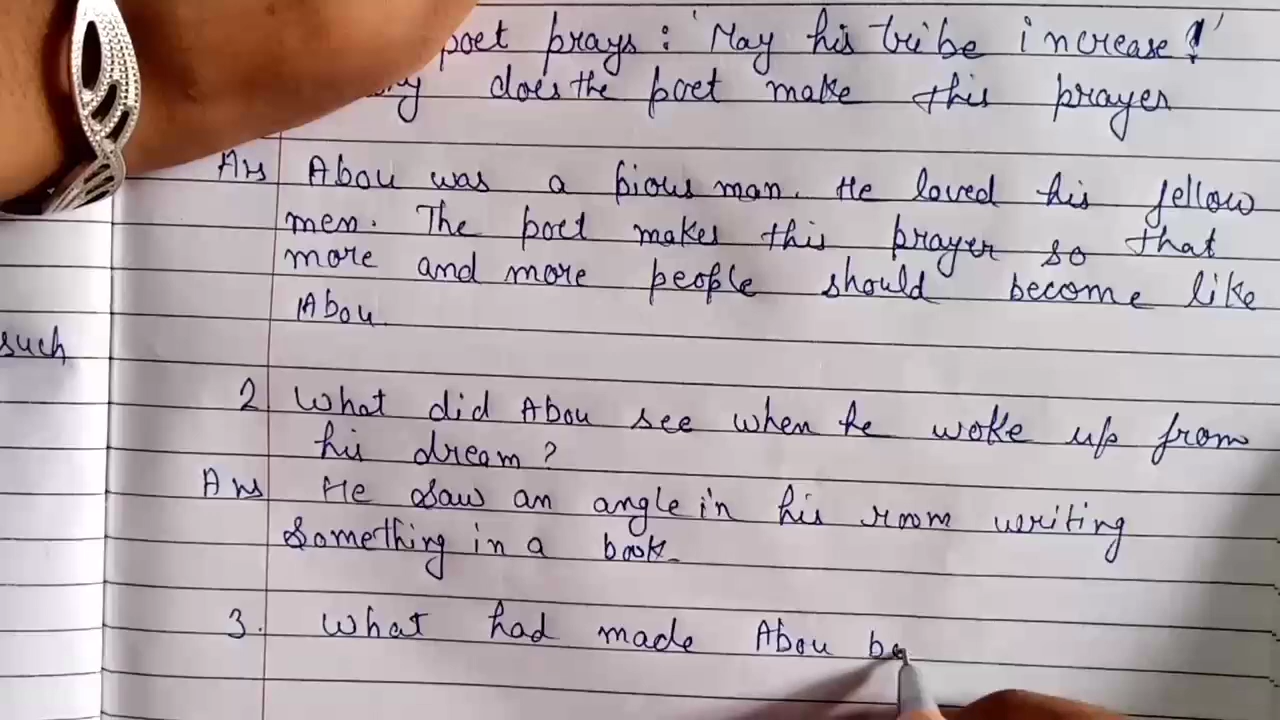 poet prays: 'May his tribe increase!'
does the poet make this prayer
Ans Abou was a pious man. He loved his fellow
men. The poet makes this prayer so that
more and more people should become like
Abou.
such
2 What did Abou see when he woke up from
his dream?
Ans He saw an angle in his room writing
something in a book.
3. What had made Abou be